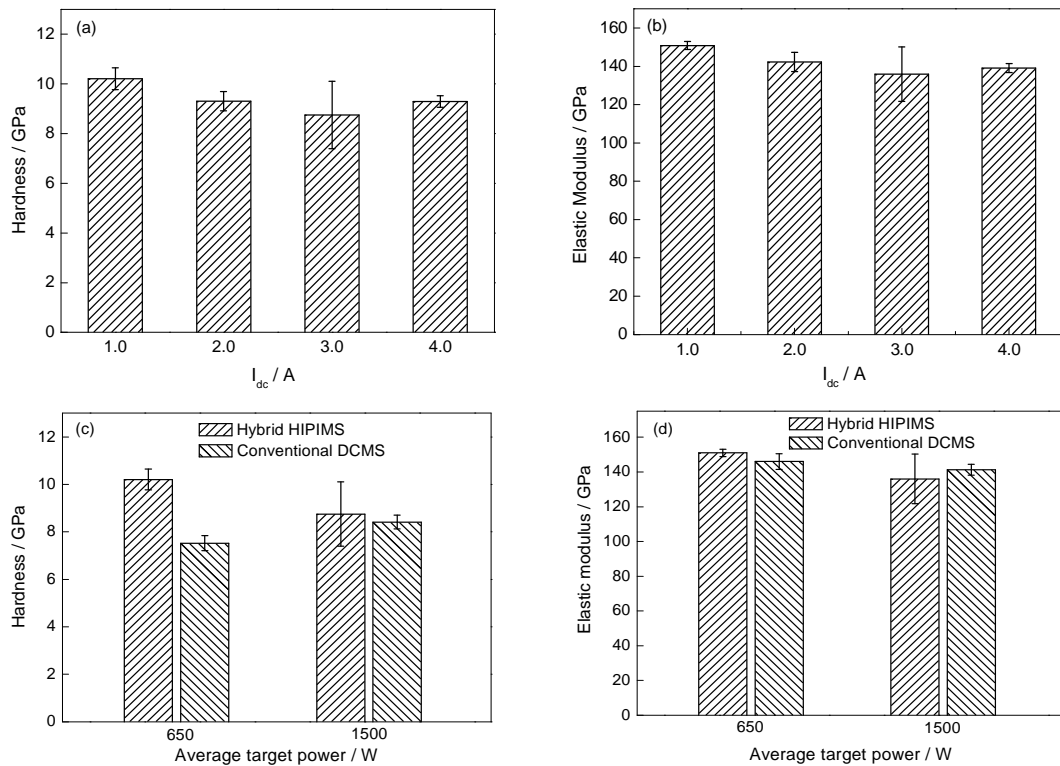 (a)
12
10
8
6
4
2
0
Hardness / GPa
1.0 2.0 3.0 4.0
I_dc / A
(b)
160
140
120
100
80
60
40
20
0
Elastic Modulus / GPa
1.0 2.0 3.0 4.0
I_dc / A
(c)
Hybrid HIPIMS
Conventional DCMS
12
10
8
6
4
2
0
Hardness / GPa
650 1500
Average target power / W
(d)
Hybrid HIPIMS
Conventional DCMS
160
140
120
100
80
60
40
20
0
Elastic modulus / GPa
650 1500
Average target power / W